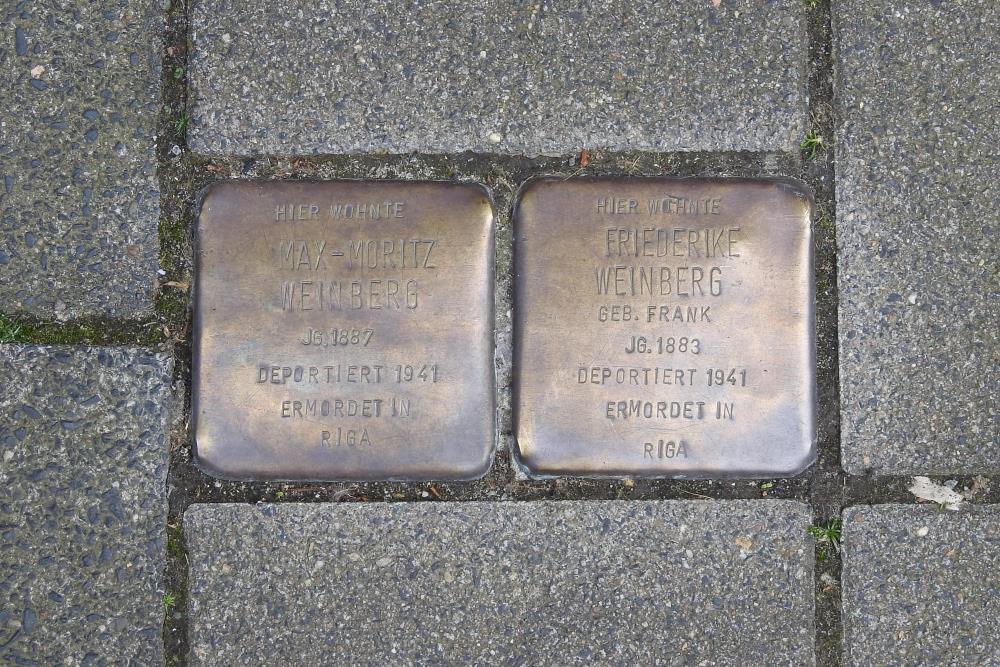 HIER WOHNTE
MAX-MORITZ
WEINBERG
JG. 1887
DEPORTIERT 1941
ERMORDET IN
RIGA
HIER WOHNTE
FRIEDERIKE
WEINBERG
GEB. FRANK
JG. 1883
DEPORTIERT 1941
ERMORDET IN
RIGA